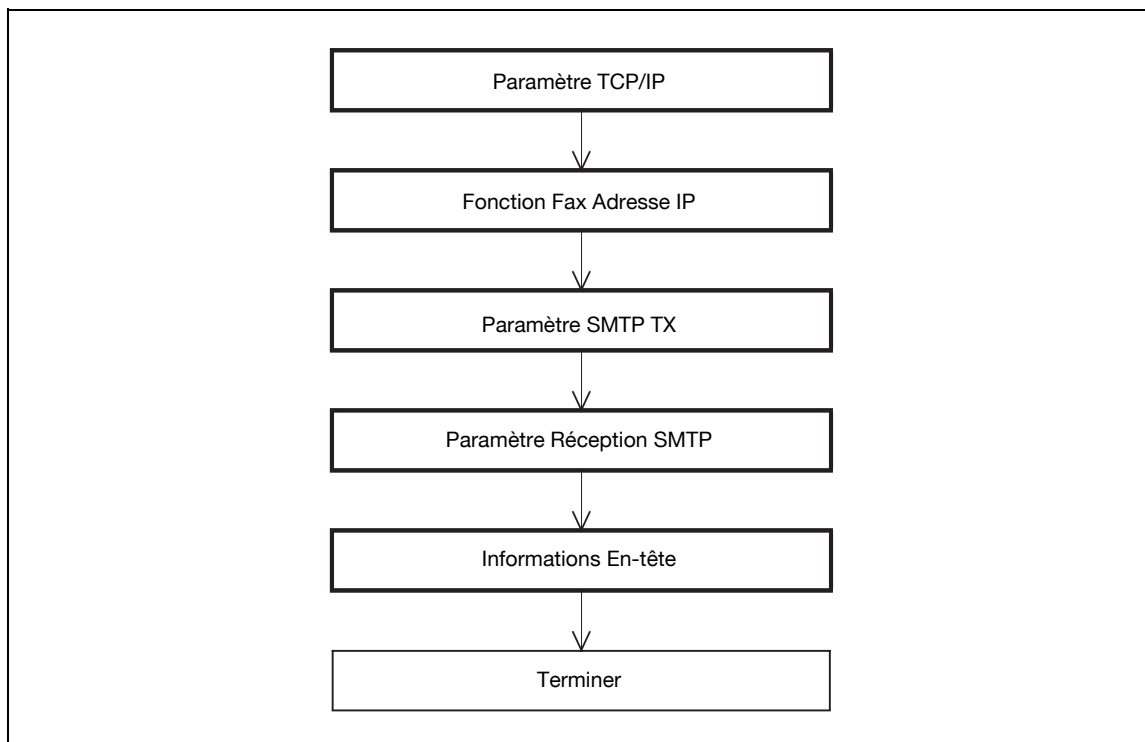 Paramètre TCP/IP
Fonction Fax Adresse IP
Paramètre SMTP TX
Paramètre Réception SMTP
Informations En-tête
Terminer